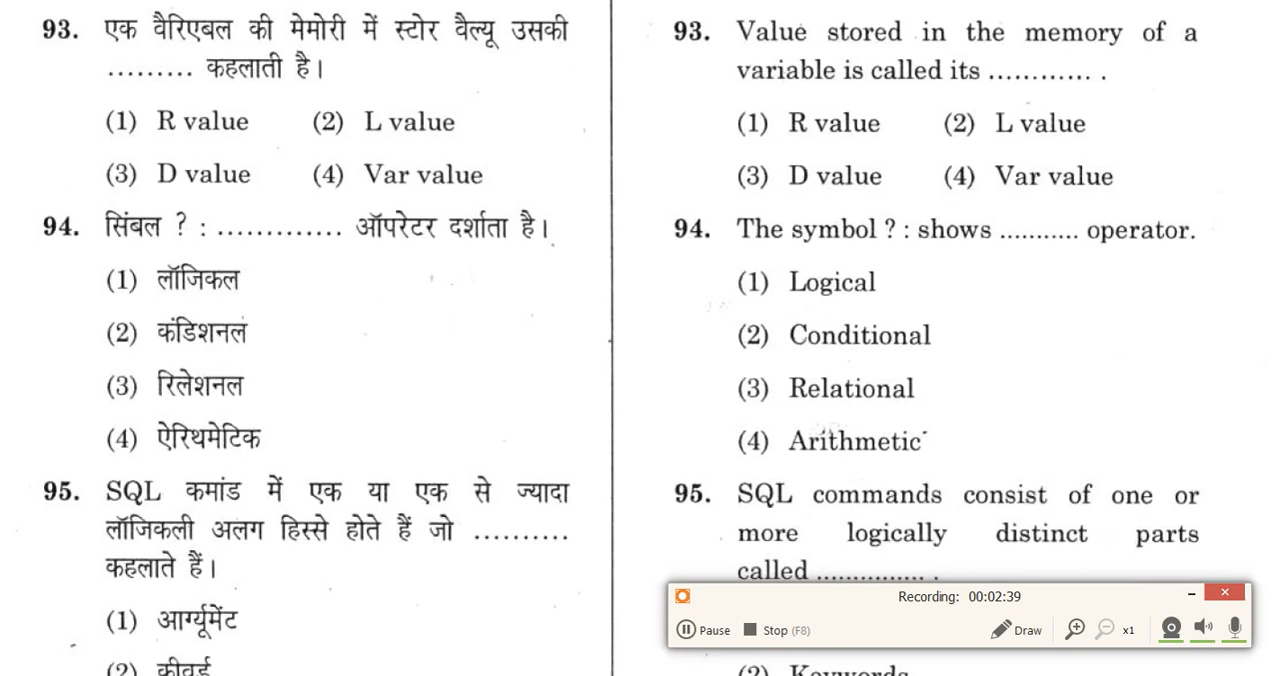 93. एक वैरिएबल की मेमोरी में स्टोर वैल्यू उसकी
......... कहलाती है।
(1) R value (2) L value
(3) D value (4) Var value
94. सिंबल ? : ............. ऑपरेटर दर्शाता है।
(1) लॉजिकल
(2) कंडिशनल
(3) रिलेशनल
(4) ऐरिथमेटिक
95. SQL कमांड में एक या एक से ज्यादा
लॉजिकली अलग हिस्से होते हैं जो ..........
कहलाते हैं।
(1) आर्ग्यूमेंट
(2) कीवर्ड
93. Value stored in the memory of a
variable is called its ............. .
(1) R value (2) L value
(3) D value (4) Var value
94. The symbol ? : shows ........... operator.
(1) Logical
(2) Conditional
(3) Relational
(4) Arithmetic
95. SQL commands consist of one or
more logically distinct parts
called ............... .
Recording: 00:02:39
Pause Stop (F8) Draw x1
(2) Keywords